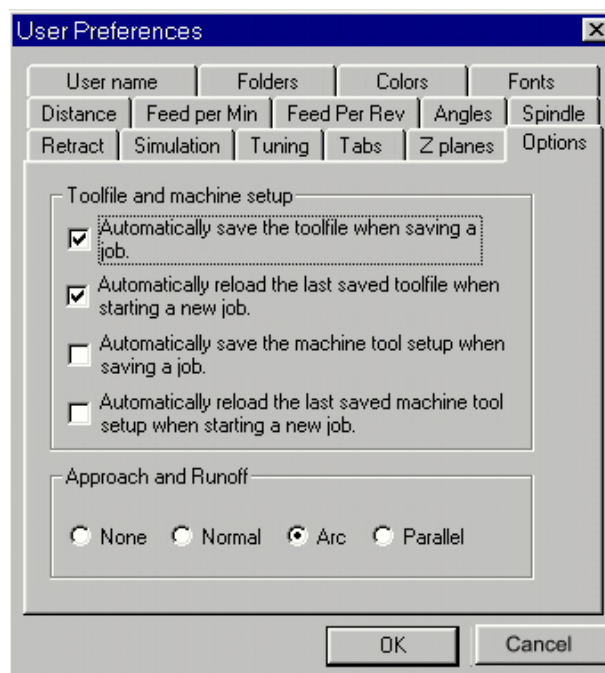 User Preferences
User name Folders Colors Fonts
Distance Feed per Min Feed Per Rev Angles Spindle
Retract Simulation Tuning Tabs Z planes Options
Toolfile and machine setup
Automatically save the toolfile when saving a
job.
Automatically reload the last saved toolfile when
starting a new job.
Automatically save the machine tool setup when
saving a job.
Automatically reload the last saved machine tool
setup when starting a new job.
Approach and Runoff
None Normal Arc Parallel
OK Cancel